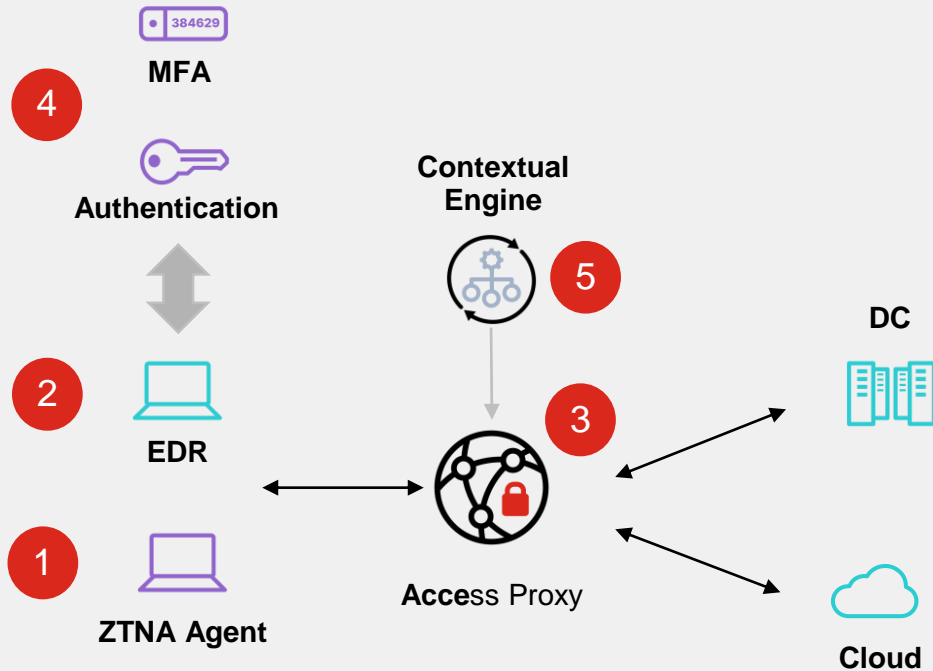 384629
MFA
4
Authentication
Contextual
Engine
5
DC
2
EDR
3
1
ZTNA Agent
Access Proxy
Cloud